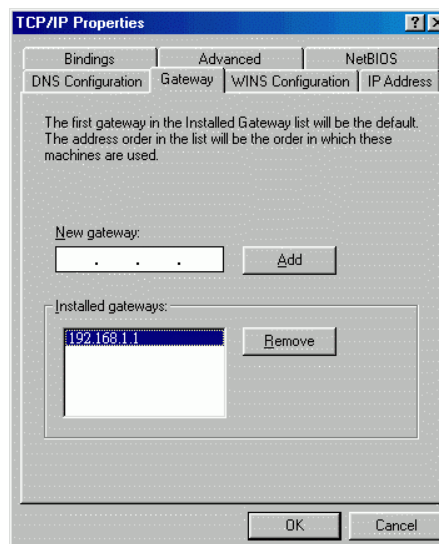 TCP/IP Properties
Bindings Advanced NetBIOS
DNS Configuration Gateway WINS Configuration IP Address
The first gateway in the Installed Gateway list will be the default.
The address order in the list will be the order in which these
machines are used.
New gateway:
. . .
Add
Installed gateways:
192.168.1.1
Remove
OK Cancel